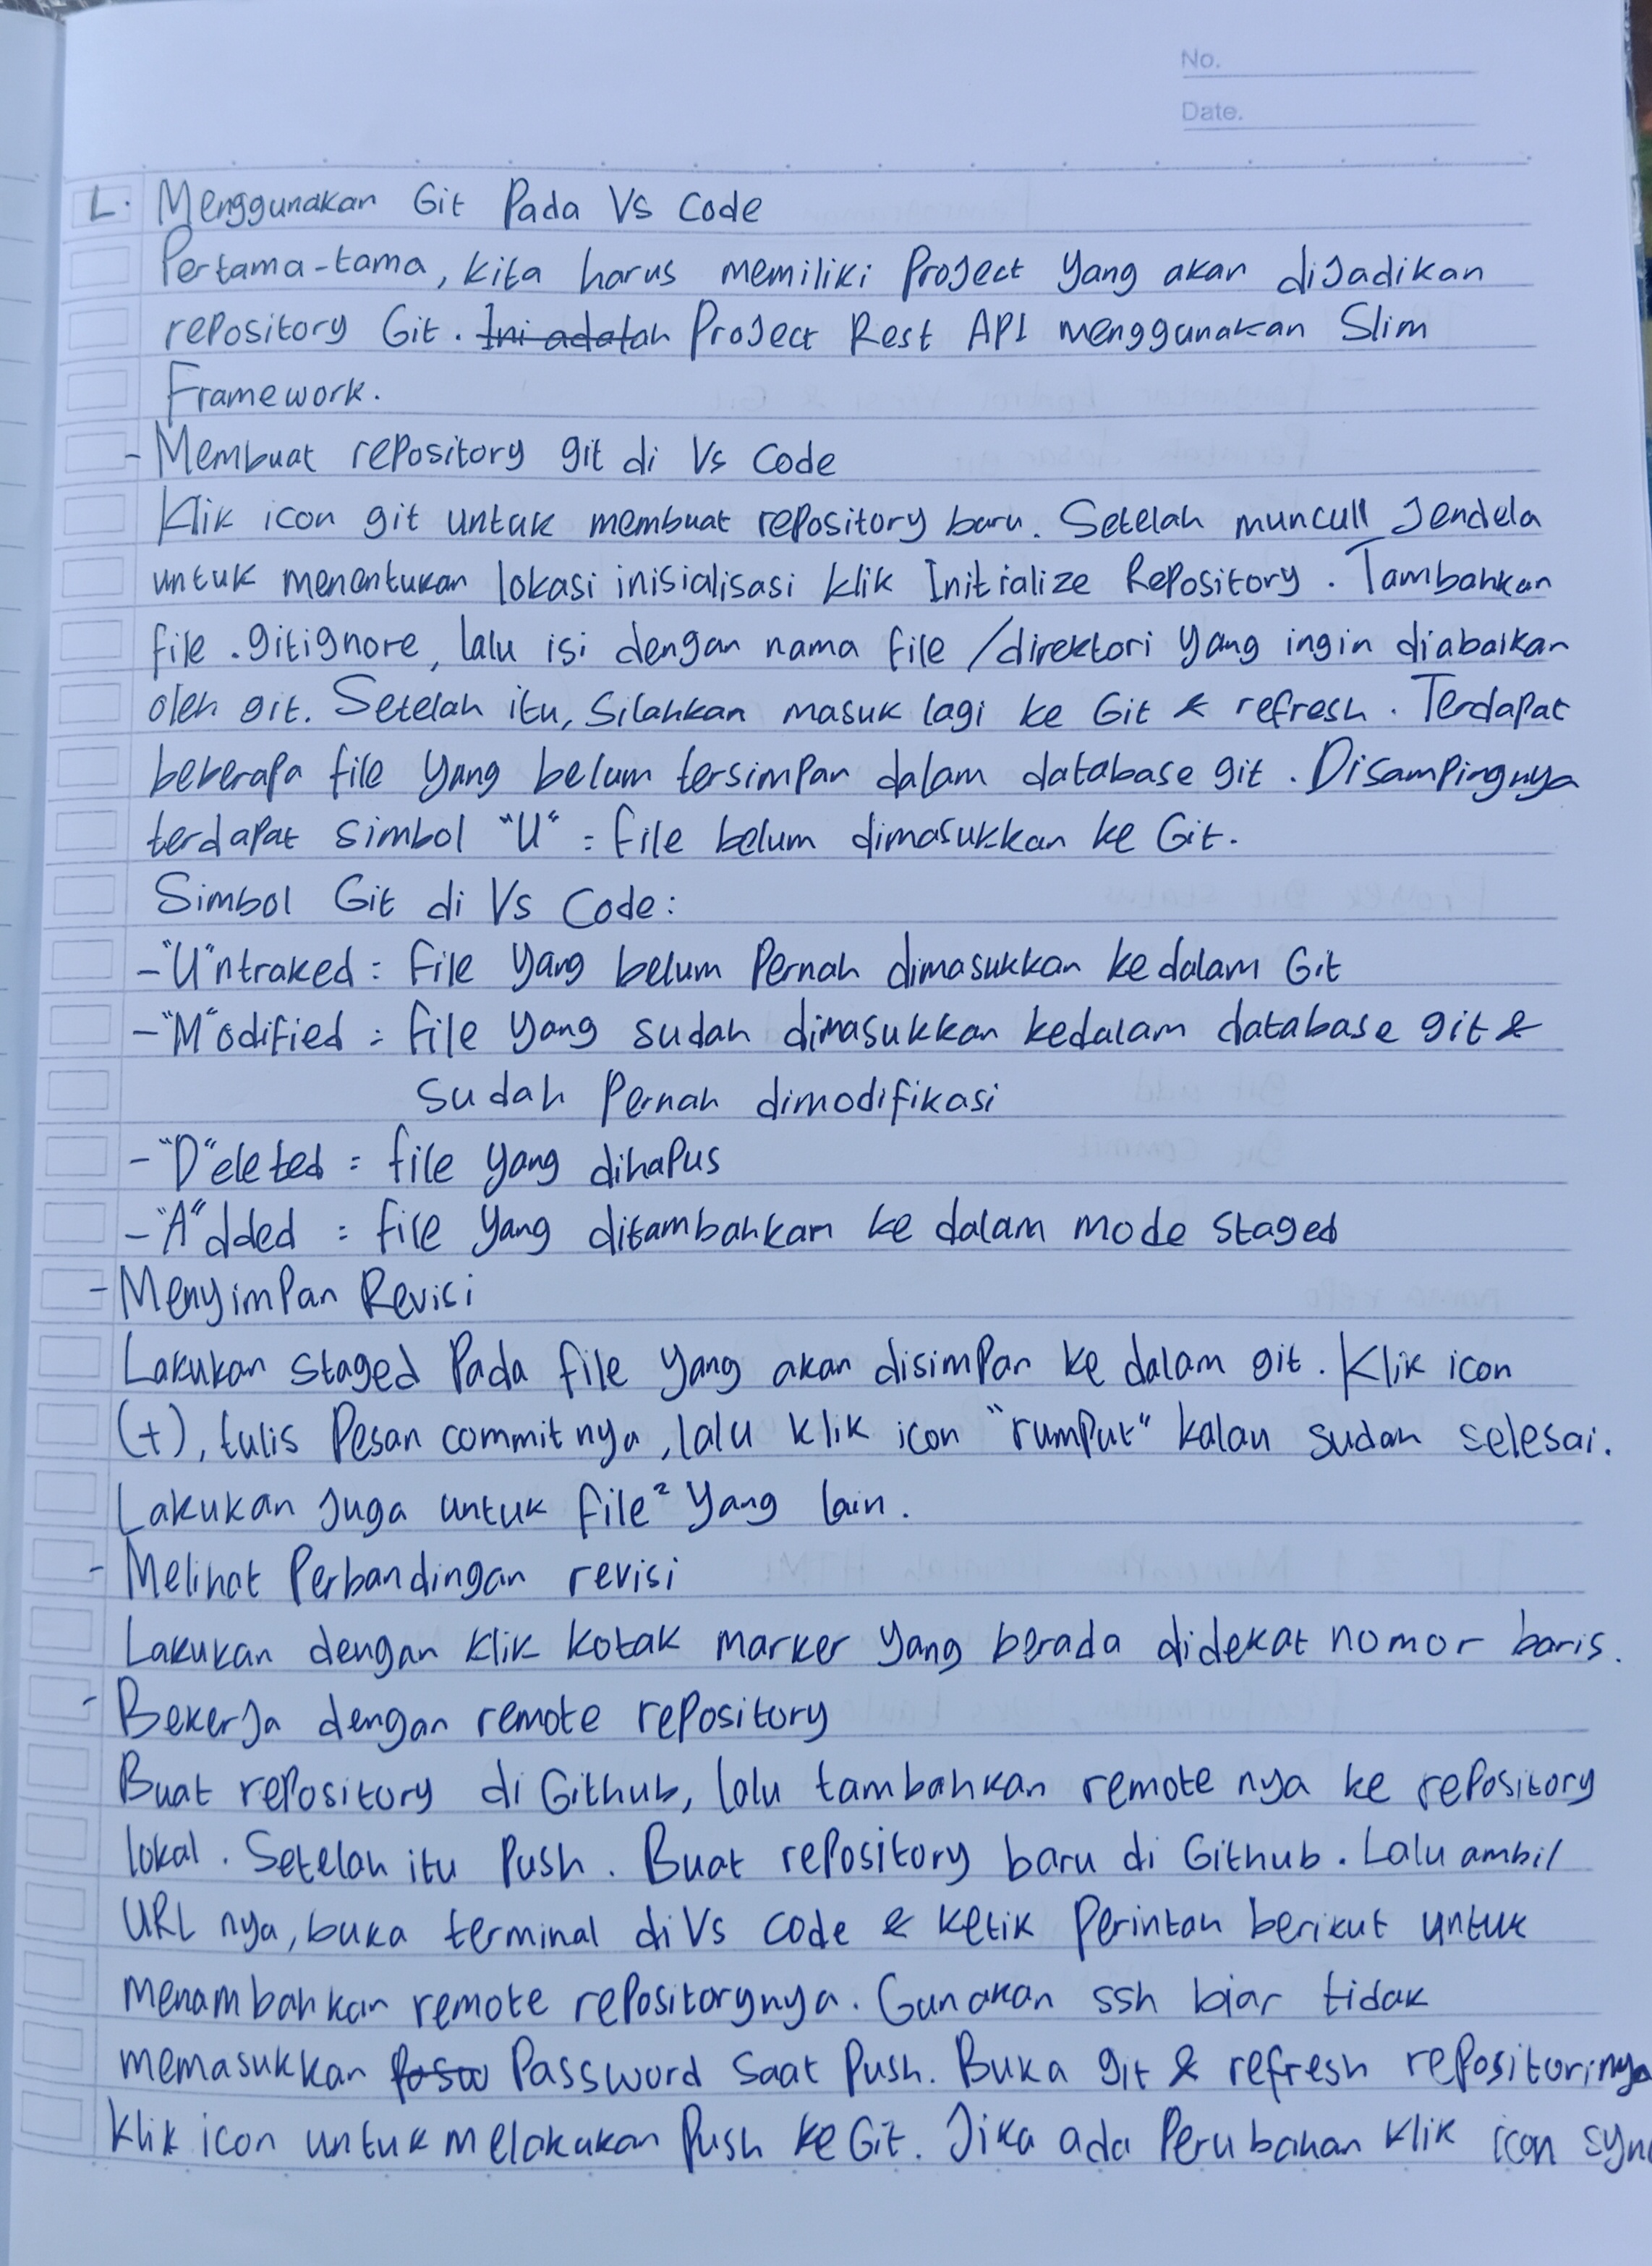 No.
Date.
L. Menggunakan Git Pada Vs Code
Pertama-tama, kita harus memiliki Project yang akan diJadikan
repository Git. Ini adalah Project Rest API menggunakan Slim
Framework.
- Membuat repository git di Vs Code
Klik icon git untuk membuat repository baru. Setelah muncull Jendela
untuk menentukan lokasi inisialisasi klik Initialize Repository. Tambahkan
file .gitignore, lalu isi dengan nama file /direktori yang ingin diabaikan
oleh git. Setelah itu, Silahkan masuk lagi ke Git & refresh. Terdapat
beberapa file yang belum tersimpan dalam database git. Disampingnya
terdapat simbol "U" = file belum dimasukkan ke Git.
Simbol Git di Vs Code:
- "U"ntraked = file yang belum Pernah dimasukkan kedalam Git
- "M"odified = file yang sudah dimasukkan kedalam database git &
sudah Pernah dimodifikasi
- "D"eleted = file yang dihapus
- "A"dded = file yang ditambahkan ke dalam mode staged
- Menyimpan Revisi
Lakukan staged Pada file yang akan disimpan ke dalam git. Klik icon
(+), tulis Pesan commit nya, lalu klik icon "rumput" kalau sudah selesai.
Lakukan Juga untuk file² yang lain.
- Melihat Perbandingan revisi
Lakukan dengan klik kotak marker yang berada didekat nomor baris.
- Bekerja dengan remote repository
Buat repository di Github, lalu tambahkan remote nya ke repository
lokal. Setelah itu Push. Buat repository baru di Github. Lalu ambil
URL nya, buka terminal di Vs Code & ketik Perintah berikut untuk
menambahkan remote repositorynya. Gunakan ssh biar tidak
memasukkan Password saat Push. Buka git & refresh repositorinya
Klik icon untuk melakukan Push ke Git. Jika ada Perubahan klik icon sync